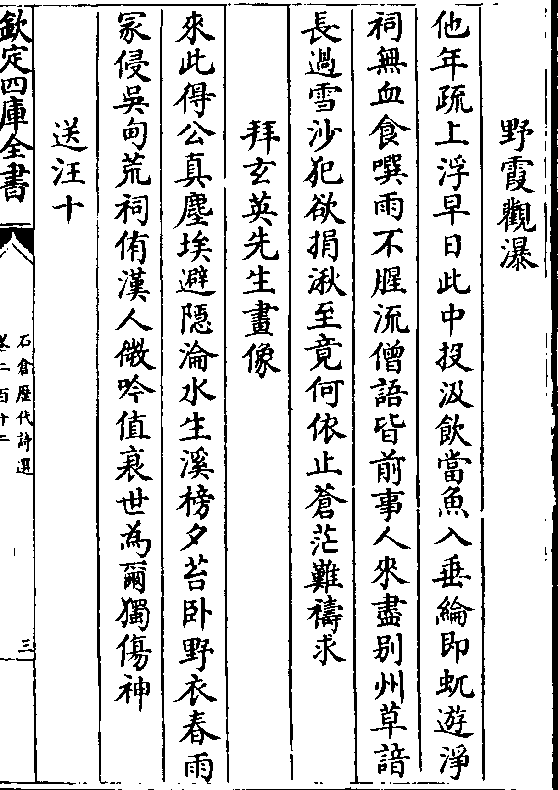 野霞觀瀑
他年疏上浮早日此中投汲飲當魚入垂綸即虬遊淨
祠無血食噀雨不腥流僧語皆前事人來盡别州草諳
長過雪沙犯欲捐湫至竟何依止蒼茫難禱求
拜玄英先生畫像
來此得公真塵埃避隠淪水生溪榜夕苔卧野衣春雨
冢侵吳甸荒祠侑漢人微吟值衰世為爾獨傷神
送汪十
欽定四庫全書
石倉歷代詩選
卷二百十二
三